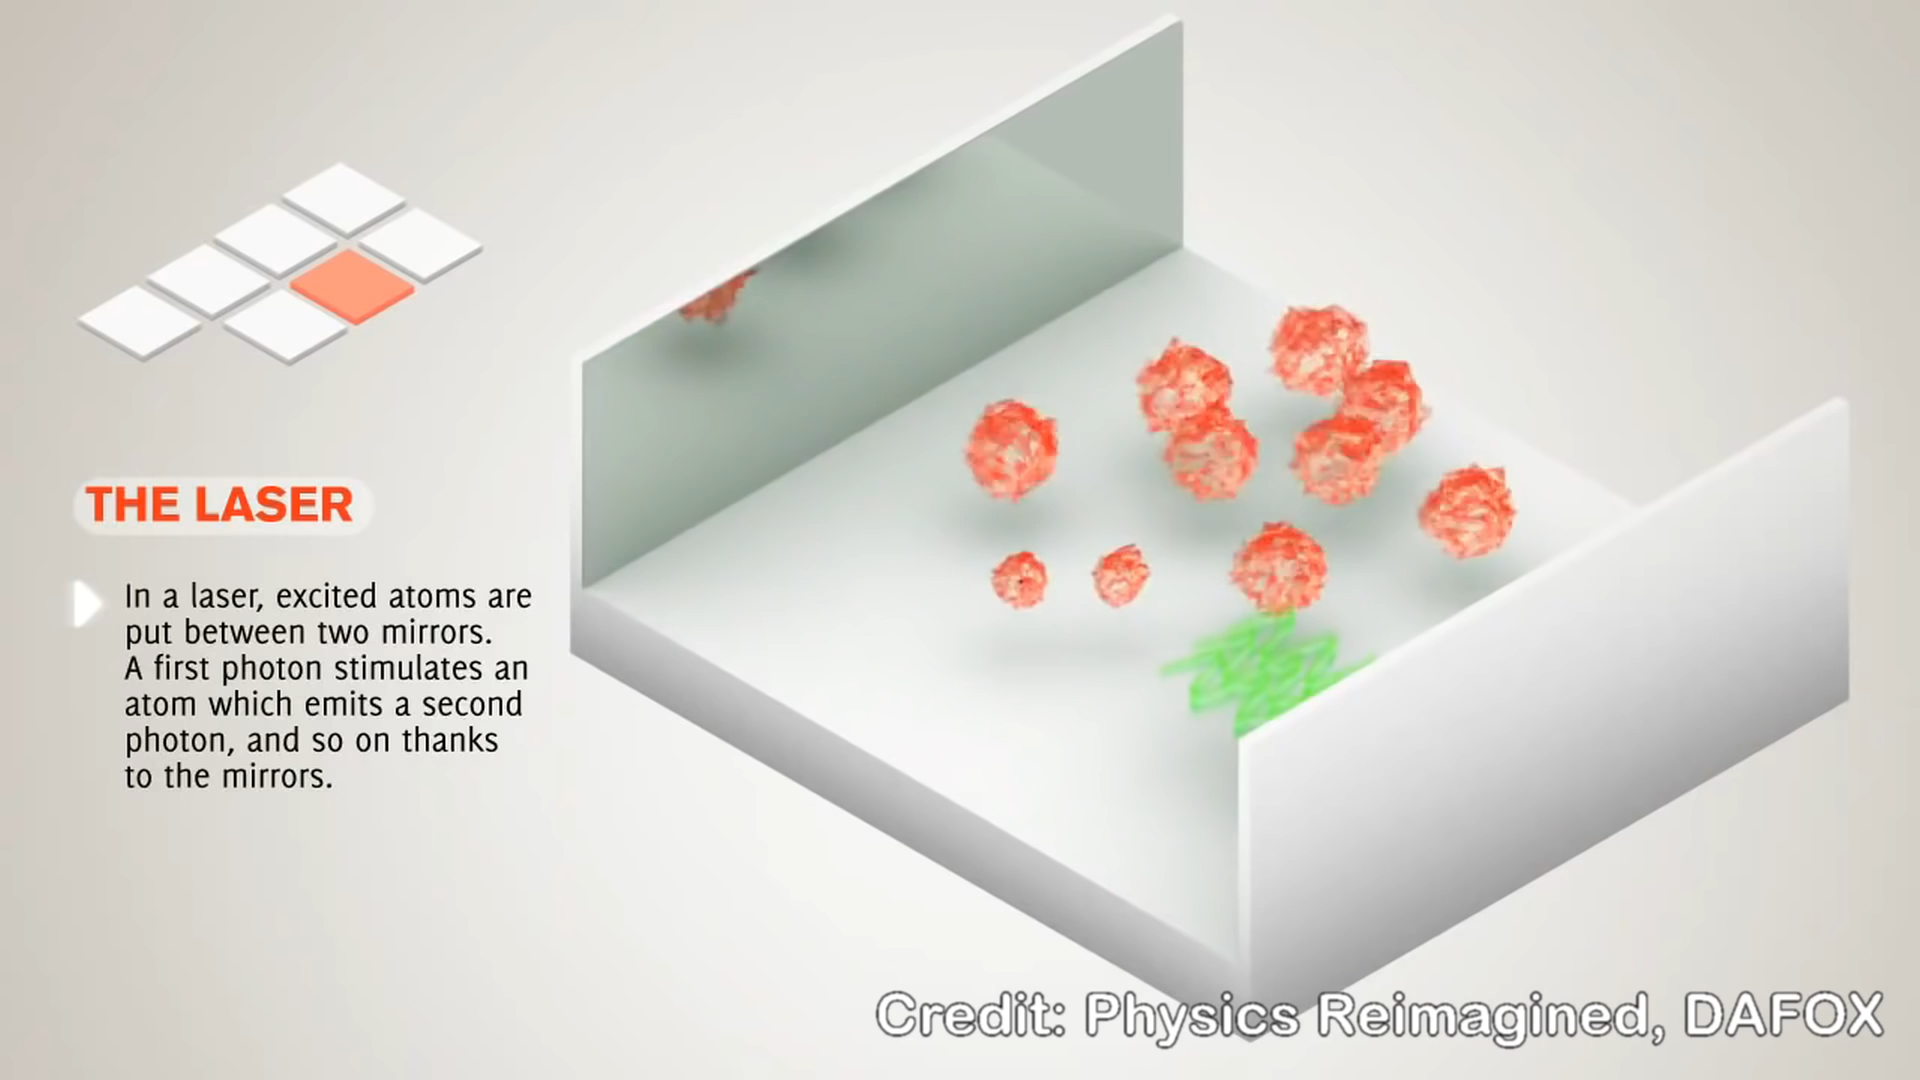 THE LASER
In a laser, excited atoms are
put between two mirrors.
A first photon stimulates an
atom which emits a second
photon, and so on thanks
to the mirrors.
Credit: Physics Reimagined, DAFOX